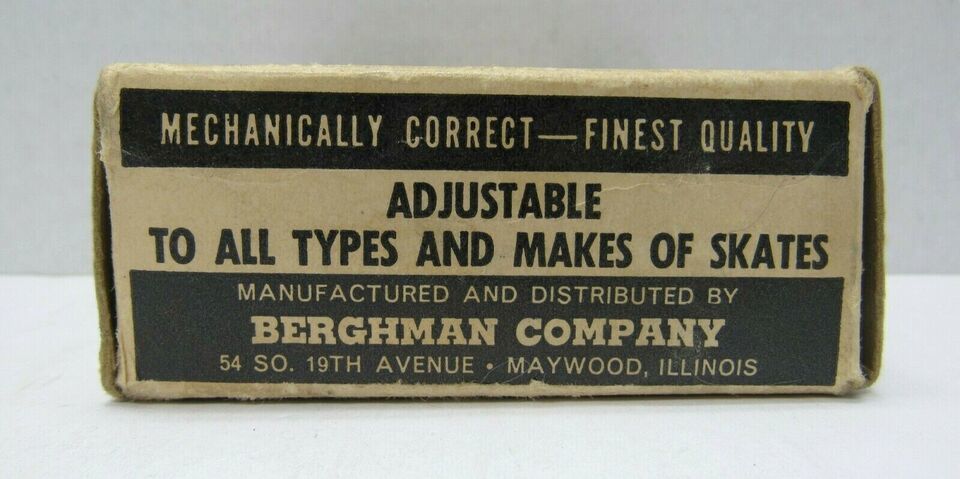 MECHANICALLY CORRECT—FINEST QUALITY
ADJUSTABLE
TO ALL TYPES AND MAKES OF SKATES
MANUFACTURED AND DISTRIBUTED BY
BERGHMAN COMPANY
54 SO. 19TH AVENUE • MAYWOOD, ILLINOIS